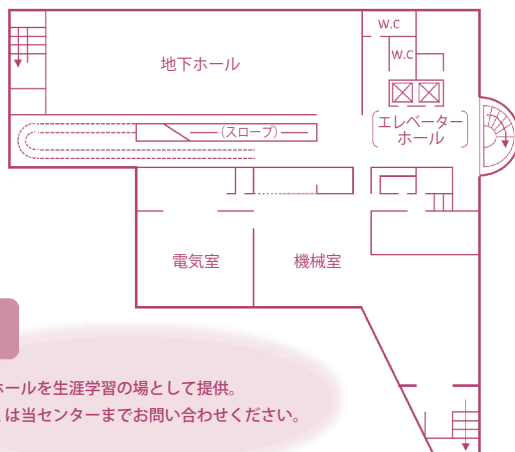 W.C
W.C
地下ホール
エレベーター
ホール
(スロープ)
電気室
機械室
ホールを生涯学習の場として提供。
は当センターまでお問い合わせください。